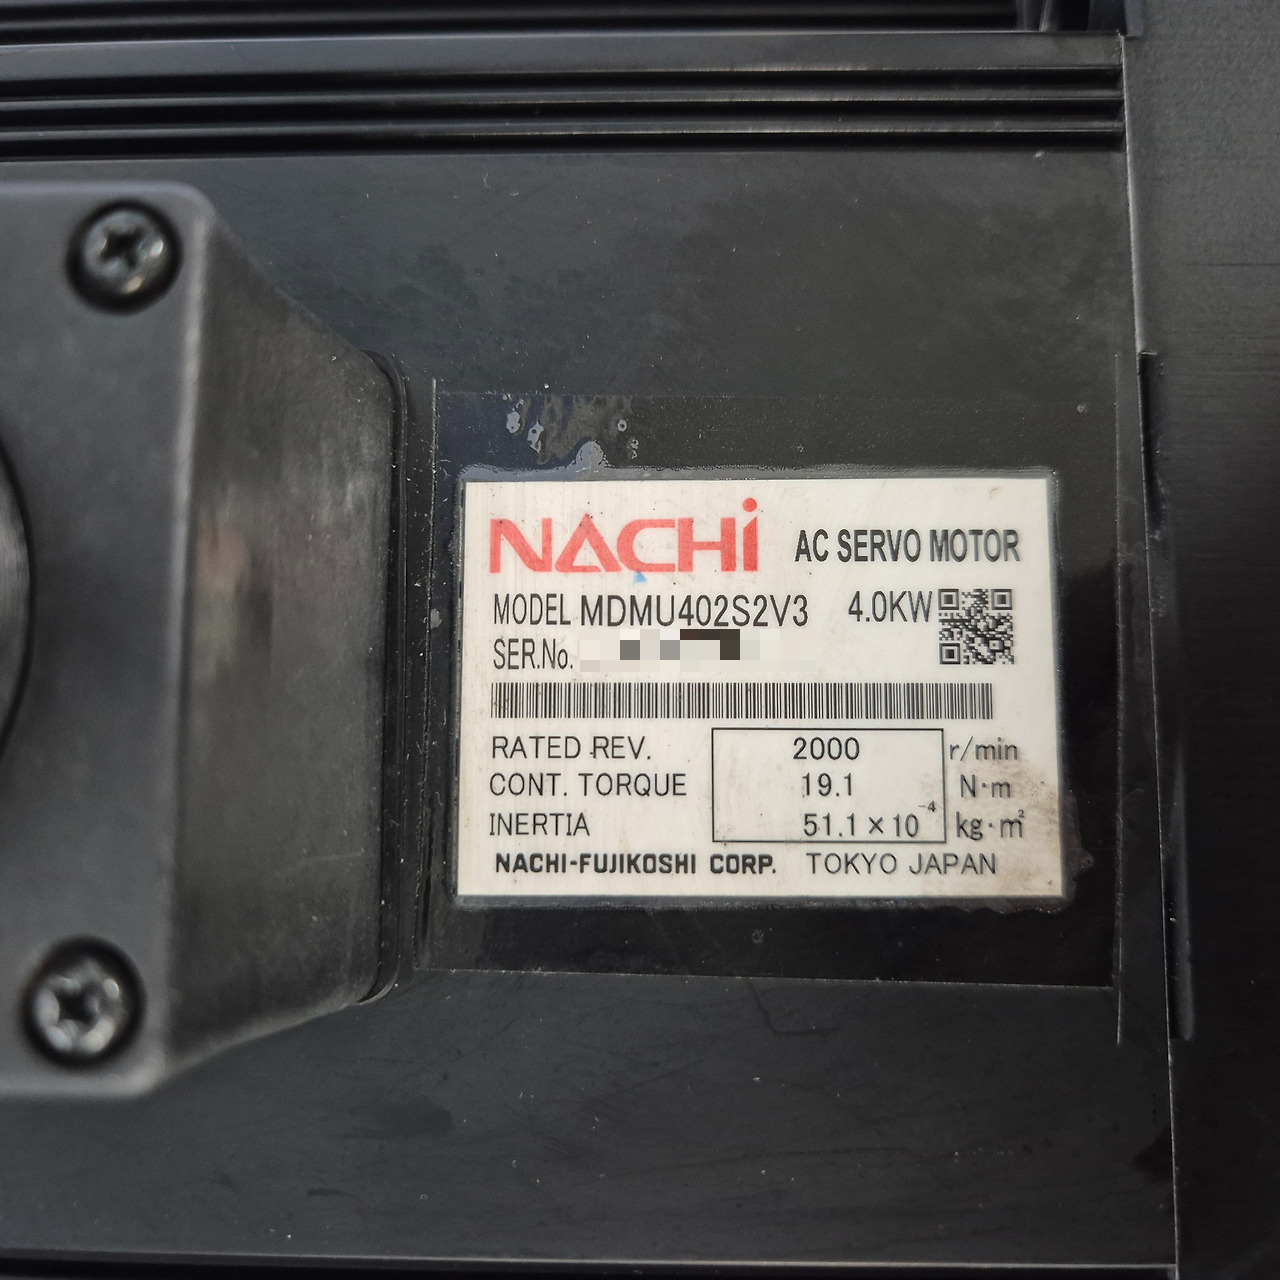 NACHi AC SERVO MOTOR
MODEL MDMU402S2V3 4.0KW
SER.No.
RATED REV. 2000 r/min
CONT. TORQUE 19.1 N·m
INERTIA 51.1×10⁻⁴ kg·m²
NACHI-FUJIKOSHI CORP. TOKYO JAPAN